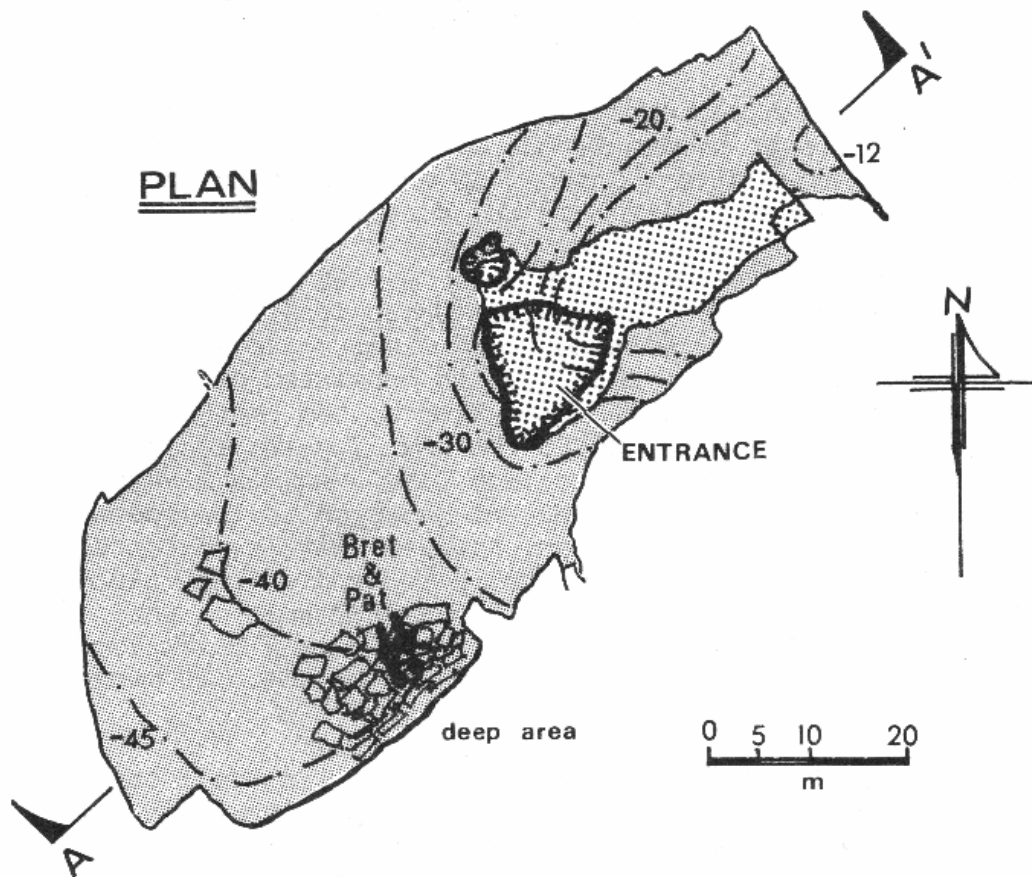 A'
-20
-12
PLAN
N
-30
ENTRANCE
Bret
&
Pat
-40
-45
deep area
0 5 10 20
m
A